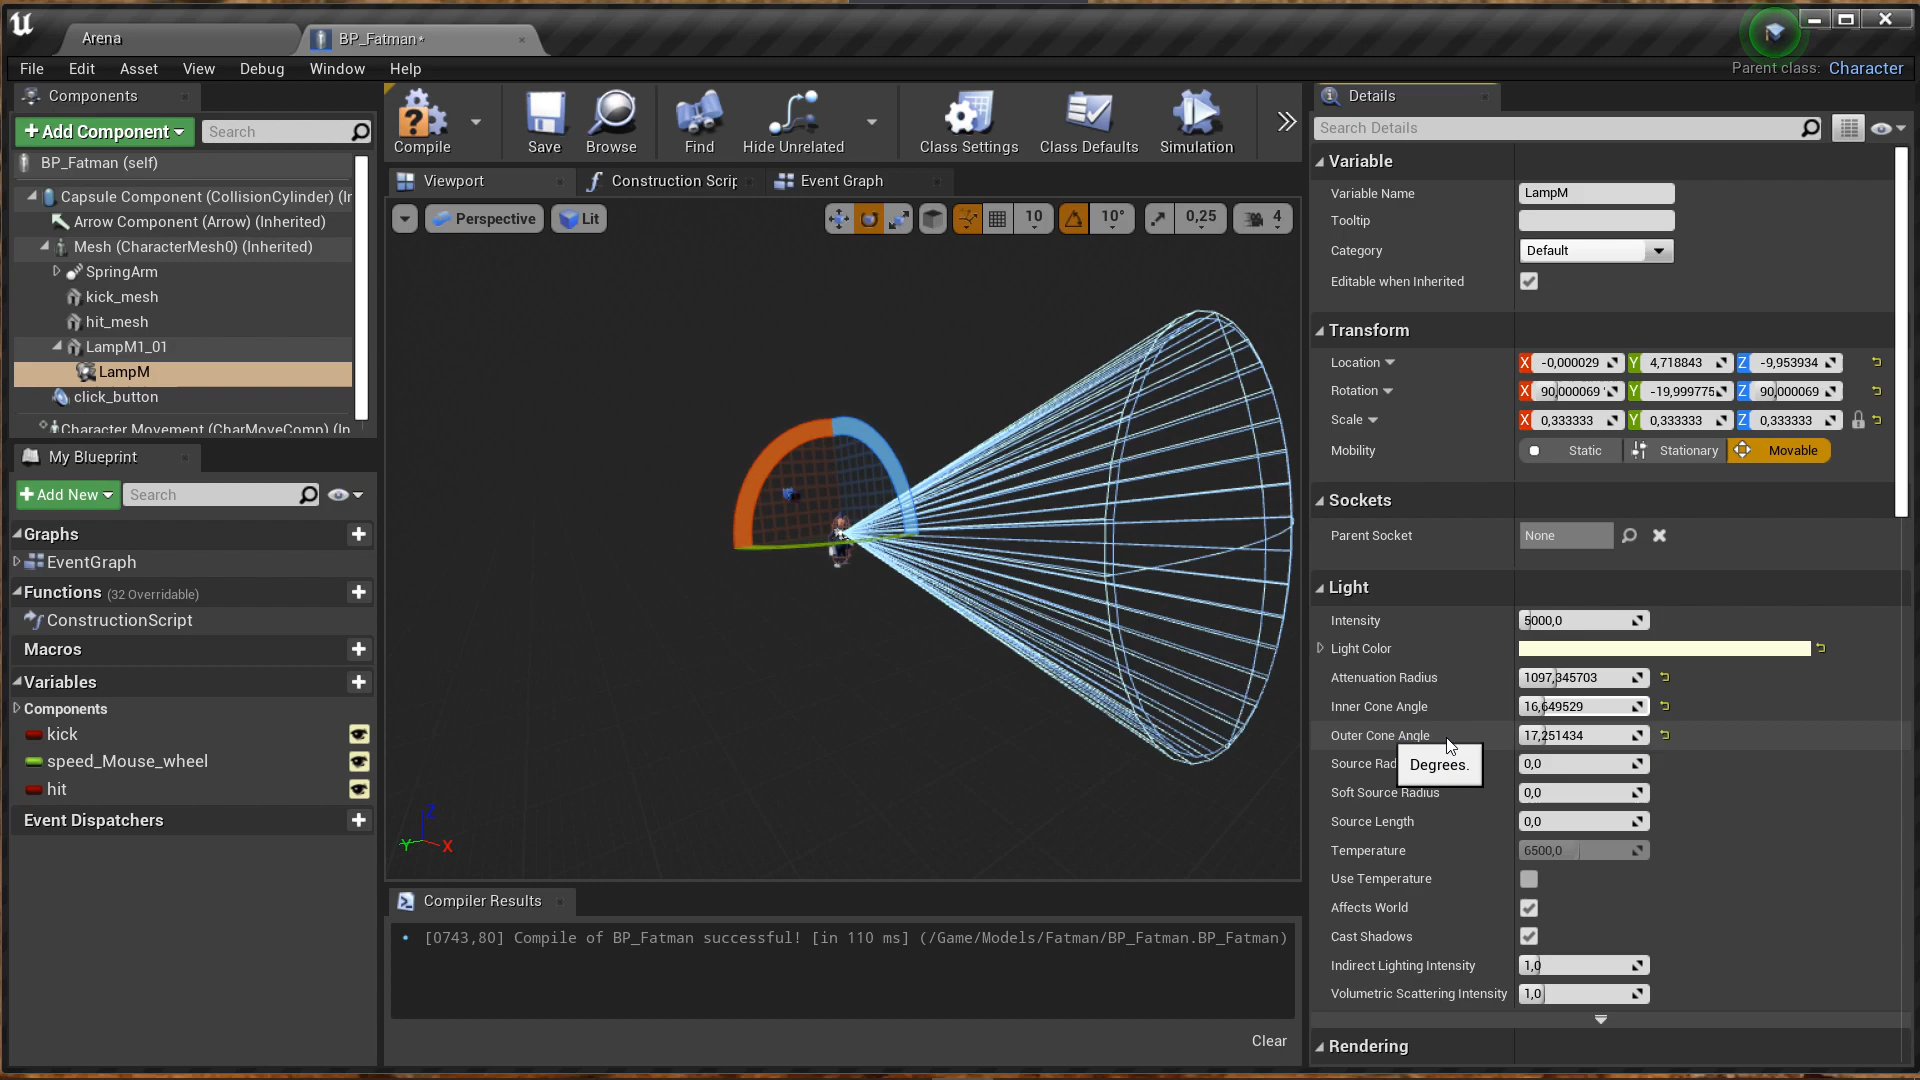 Arena
BP_Fatman*
File Edit Asset View Debug Window Help
Parent class: Character
Components
Add Component
Search
BP_Fatman (self)
Capsule Component (CollisionCylinder) (Ir
Arrow Component (Arrow) (Inherited)
Mesh (CharacterMesh0) (Inherited)
SpringArm
kick_mesh
hit_mesh
LampM1_01
LampM
click_button
Character Movement (CharMoveComp) (In
My Blueprint
Add New
Search
Graphs
EventGraph
Functions (32 Overridable)
ConstructionScript
Macros
Variables
Components
kick
speed_Mouse_wheel
hit
Event Dispatchers
Compile
Save
Browse
Find
Hide Unrelated
Class Settings
Class Defaults
Simulation
Viewport
Construction Scrip
Event Graph
Perspective
Lit
10
10°
0,25
4
Z
Y
X
Compiler Results
[0743,80] Compile of BP_Fatman successful! [in 110 ms] (/Game/Models/Fatman/BP_Fatman.BP_Fatman)
Clear
Details
Search Details
Variable
Variable Name LampM
Tooltip
Category Default
Editable when Inherited
Transform
Location X -0,000029 Y 4,718843 Z -9,953934
Rotation X 90,000069 Y -19,999775 Z 90,000069
Scale X 0,333333 Y 0,333333 Z 0,333333
Mobility Static Stationary Movable
Sockets
Parent Socket None
Light
Intensity 5000,0
Light Color
Attenuation Radius 1097,345703
Inner Cone Angle 16,649529
Outer Cone Angle 17,251434
Source Rad 0,0
Degrees.
Soft Source Radius 0,0
Source Length 0,0
Temperature 6500,0
Use Temperature
Affects World
Cast Shadows
Indirect Lighting Intensity 1,0
Volumetric Scattering Intensity 1,0
Rendering